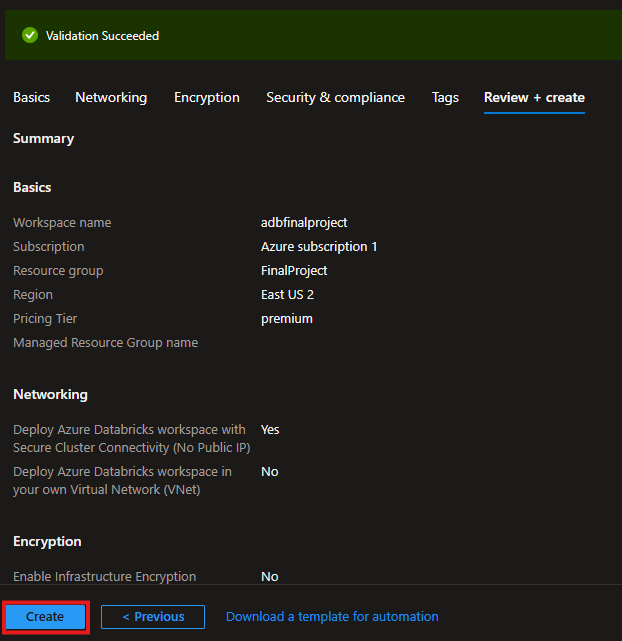 Validation Succeeded
Basics Networking Encryption Security & compliance Tags Review + create
Summary
Basics
Workspace name adbfinalproject
Subscription Azure subscription 1
Resource group FinalProject
Region East US 2
Pricing Tier premium
Managed Resource Group name
Networking
Deploy Azure Databricks workspace with Yes
Secure Cluster Connectivity (No Public IP)
Deploy Azure Databricks workspace in No
your own Virtual Network (VNet)
Encryption
Enable Infrastructure Encryption No
Create < Previous Download a template for automation